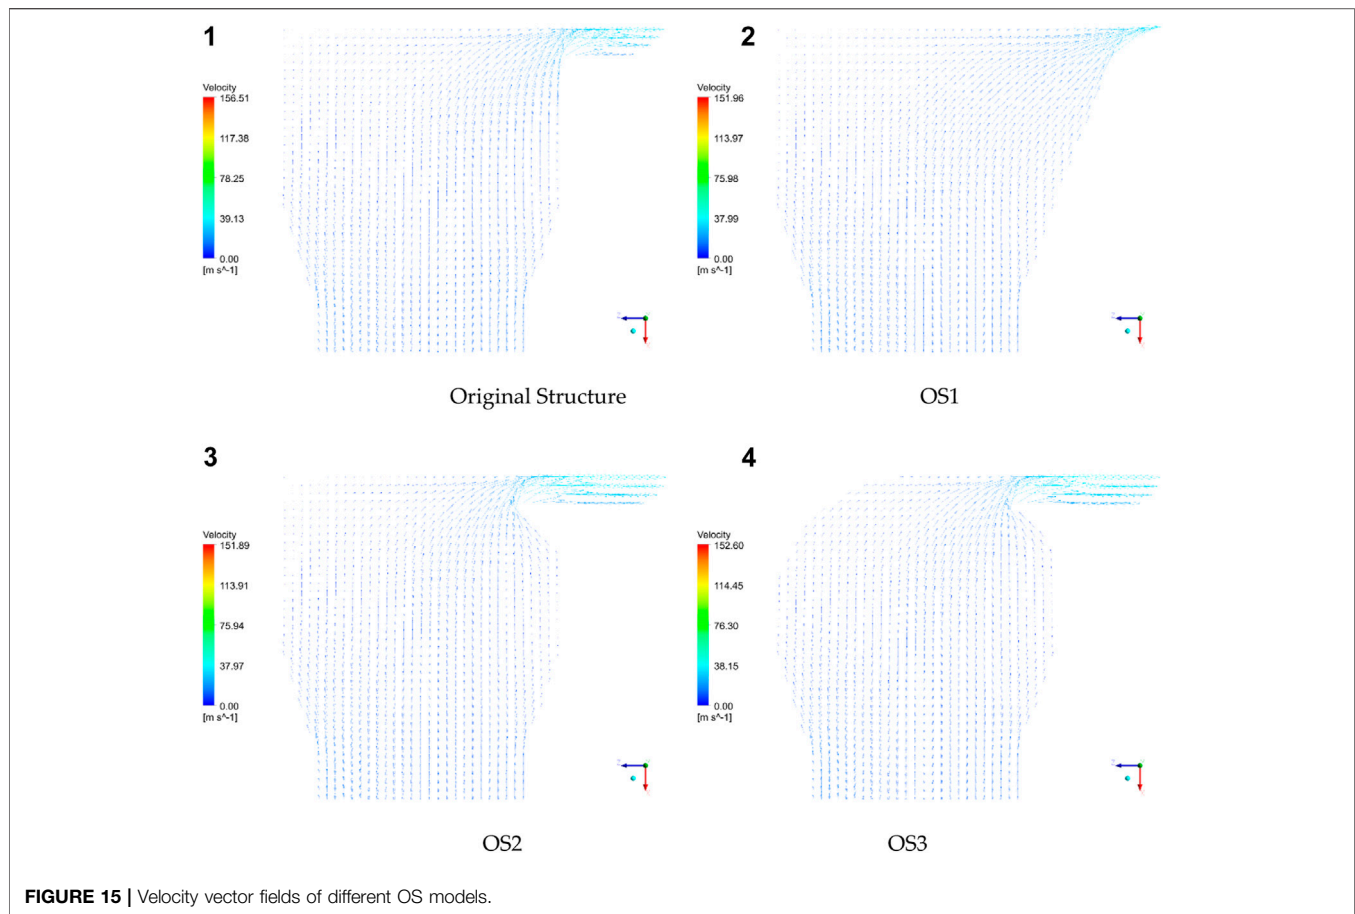 1
Velocity
156.51
117.38
78.25
39.13
0.00
[m s^-1]
Z
Original Structure
2
Velocity
151.96
113.97
75.98
37.99
0.00
[m s^-1]
Z
OS1
3
Velocity
151.89
113.91
75.94
37.97
0.00
[m s^-1]
Z
OS2
4
Velocity
152.60
114.45
76.30
38.15
0.00
[m s^-1]
Z
OS3
FIGURE 15 | Velocity vector fields of different OS models.